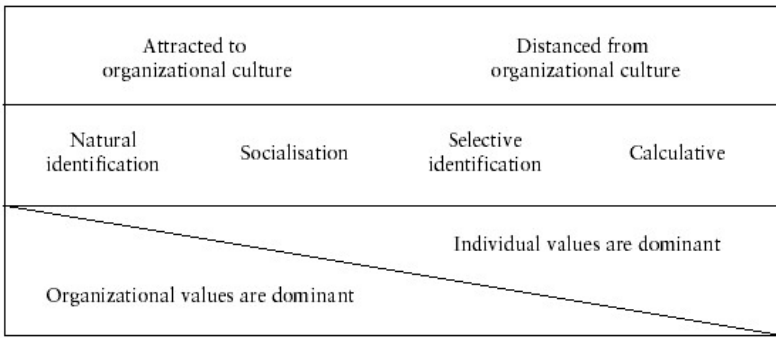 Attracted to
organizational culture
Distanced from
organizational culture
Natural
identification
Socialisation
Selective
identification
Calculative
Individual values are dominant
Organizational values are dominant